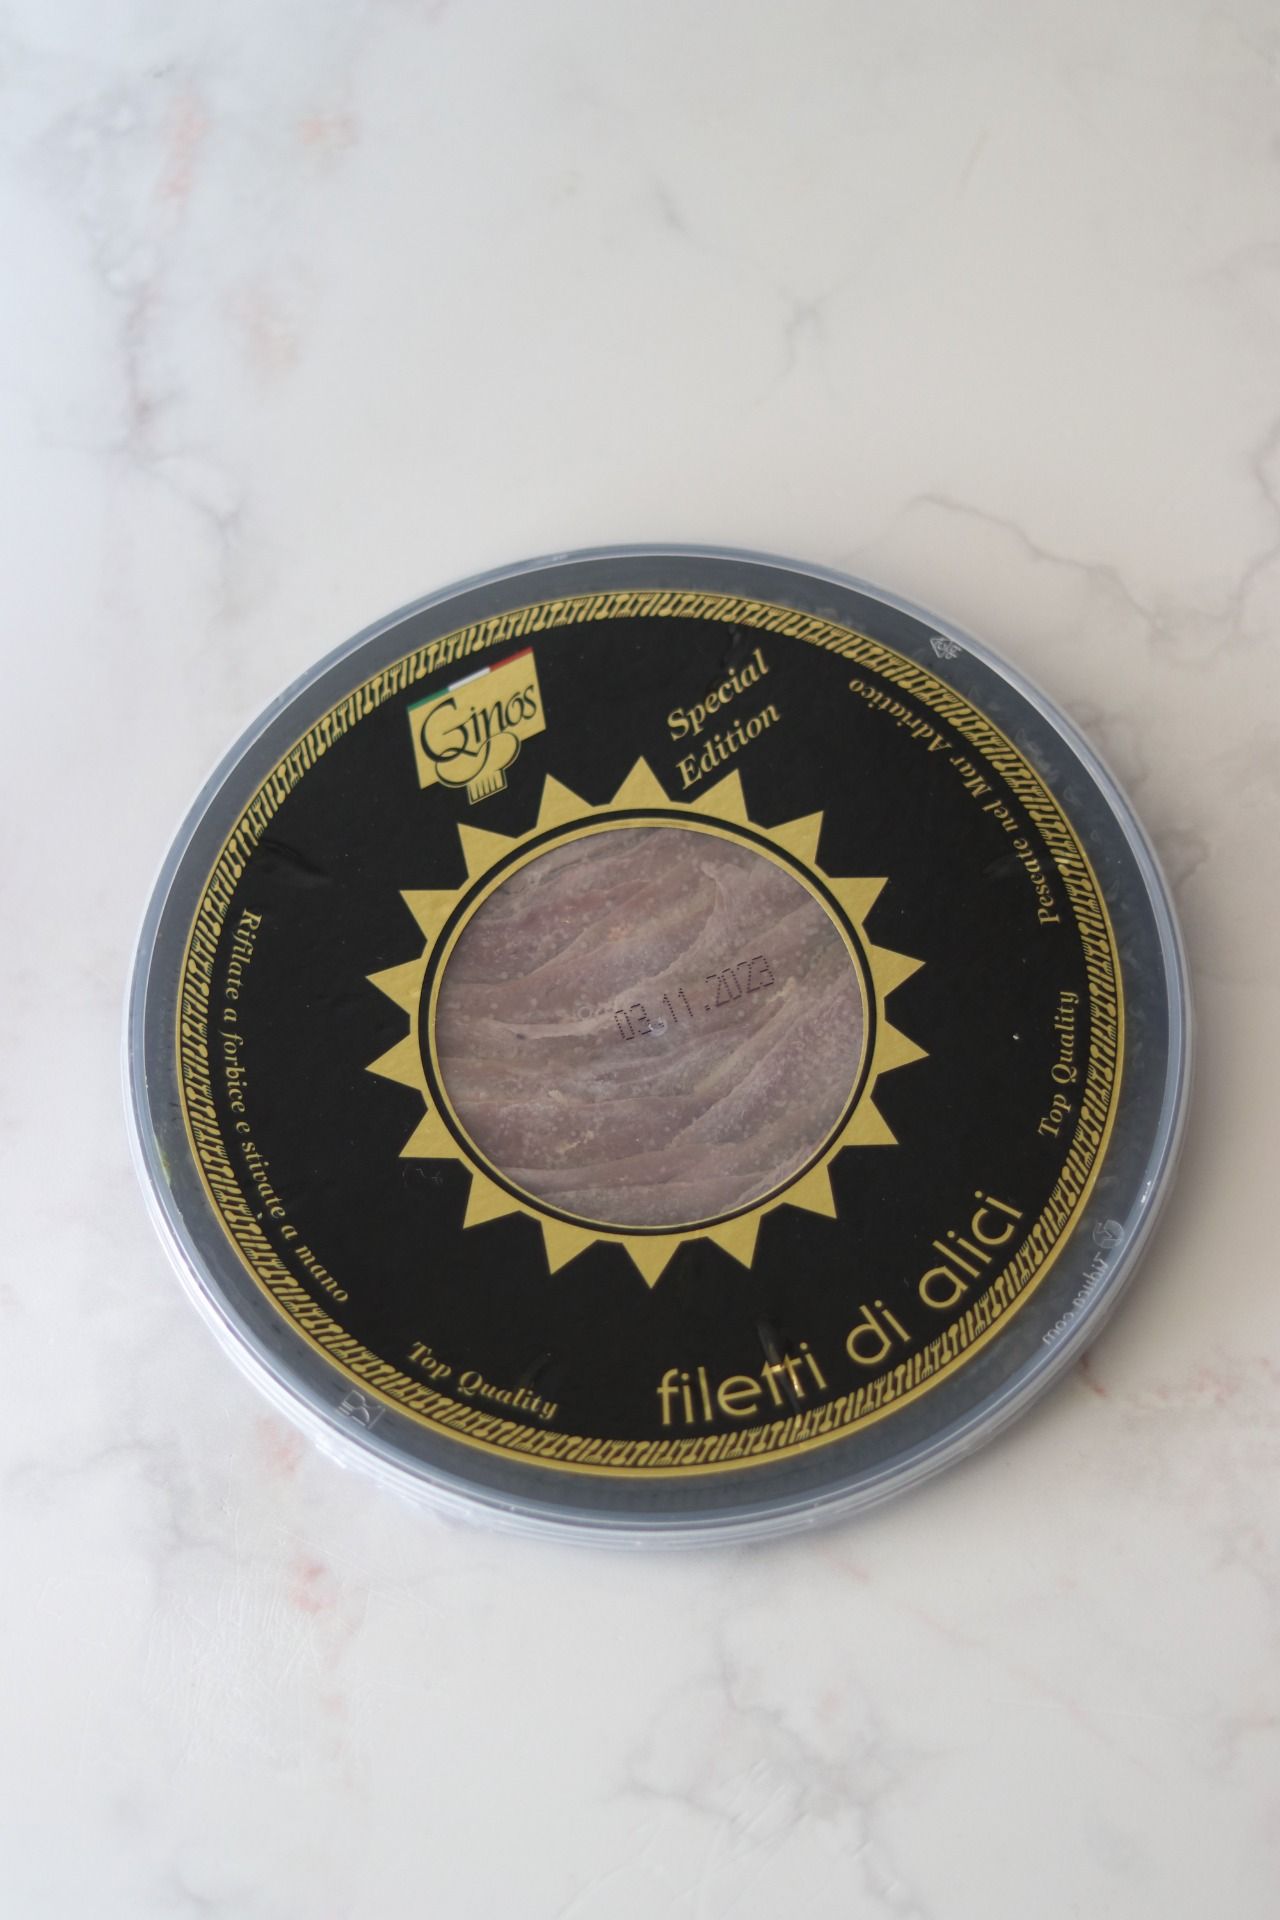 Ginos
Special
Edition
Pescate nel Mar Adriatico
03.11.2023
Top Quality
Rifilate a forbice e stivate a mano
Top Quality
filetti di alici